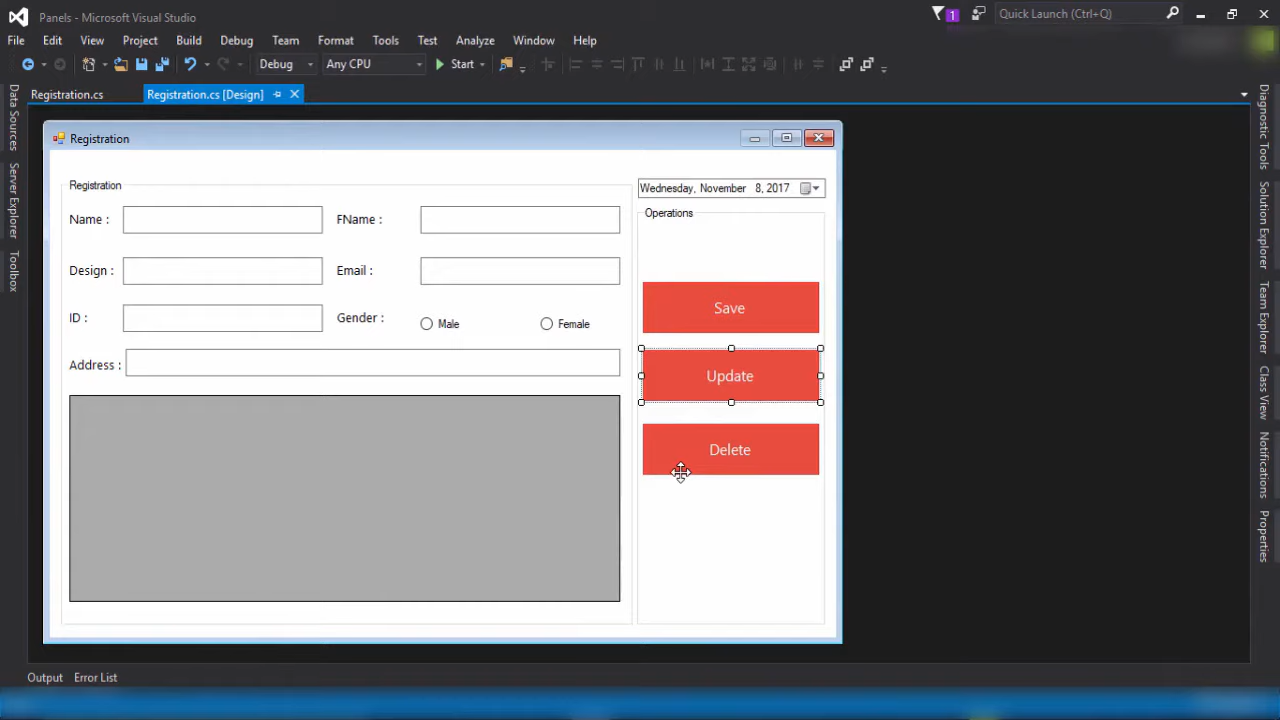 Panels - Microsoft Visual Studio
1
Quick Launch (Ctrl+Q)
File Edit View Project Build Debug Team Format Tools Test Analyze Window Help
Debug Any CPU Start
Registration.cs Registration.cs [Design]
Data Sources
Server Explorer
Toolbox
Registration
Registration
Name :
FName :
Design :
Email :
ID :
Gender :
Male
Female
Address :
Wednesday, November 8, 2017
Operations
Save
Update
Delete
Diagnostic Tools
Solution Explorer
Team Explorer
Class View
Notifications
Properties
Output Error List